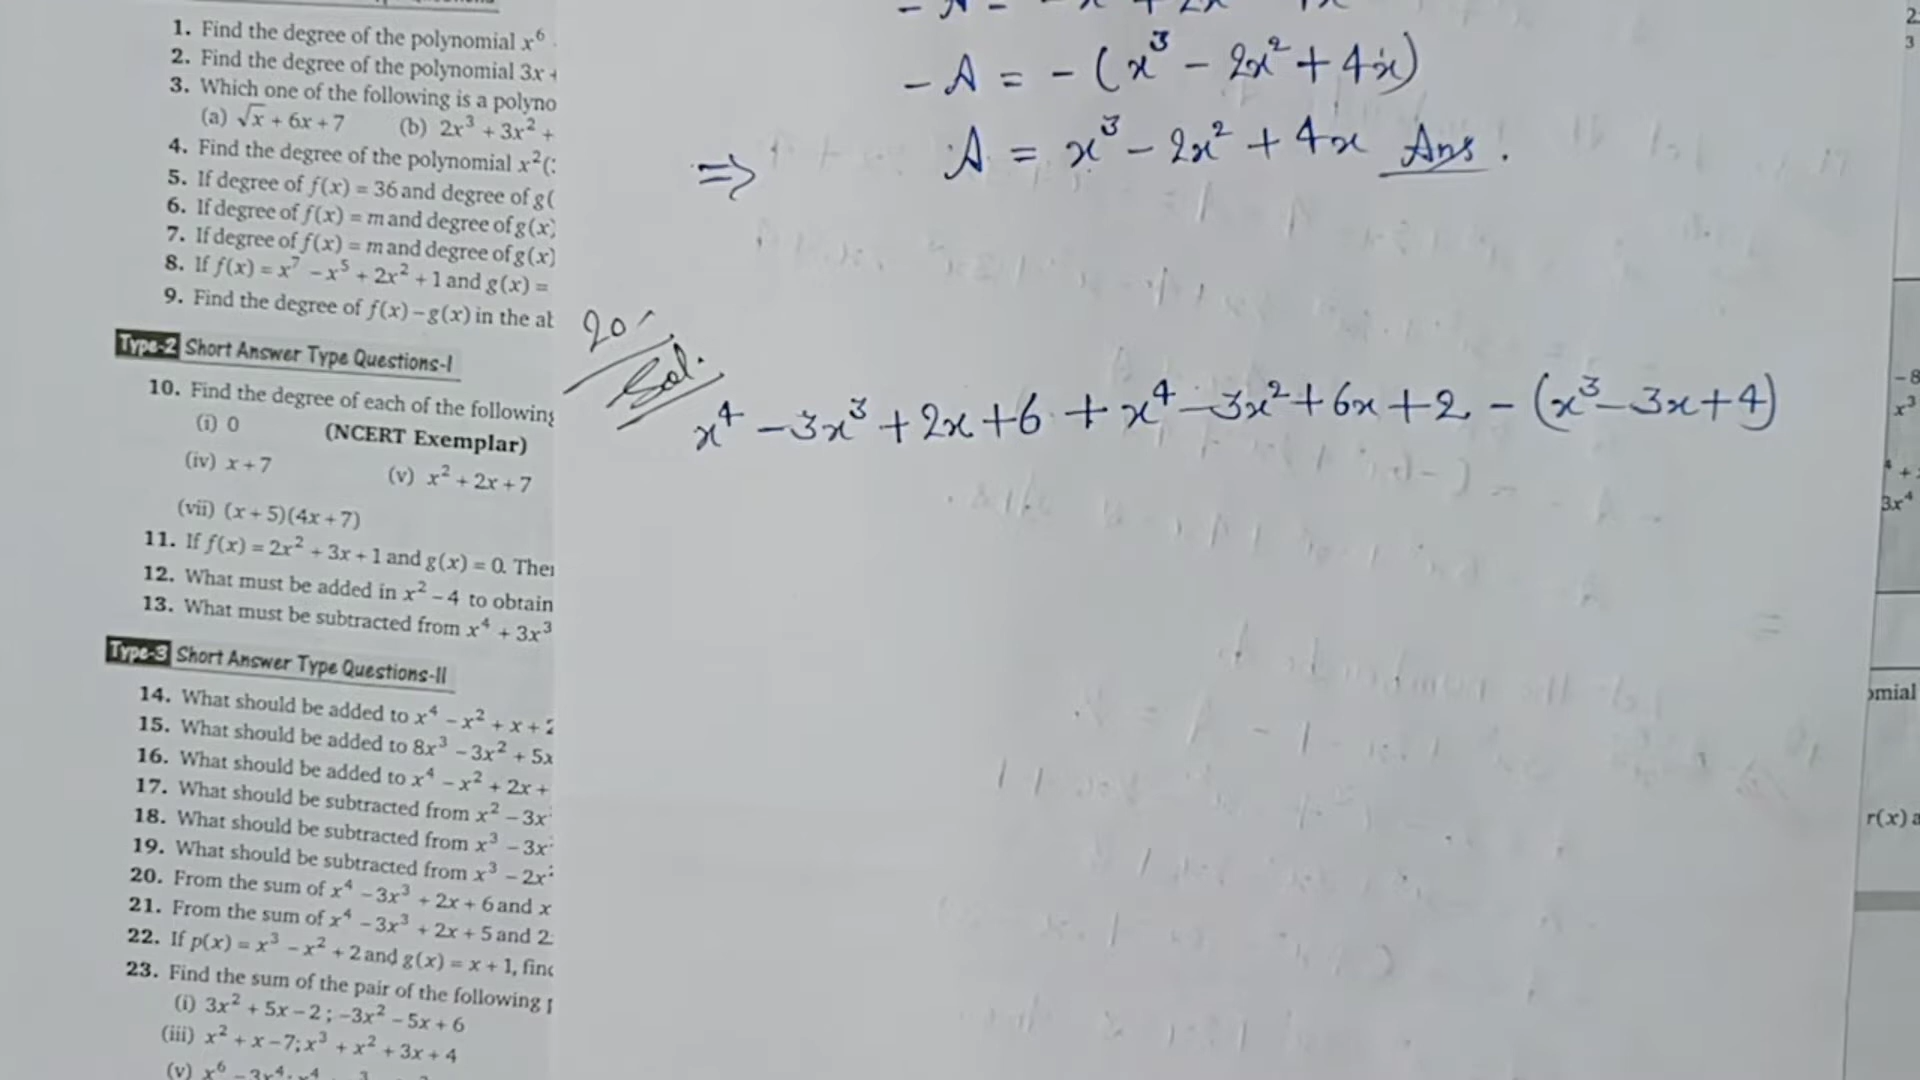 1. Find the degree of the polynomial x⁶
2. Find the degree of the polynomial 3x +
3. Which one of the following is a polyno
(a) √x + 6x + 7 (b) 2x³ + 3x² +
4. Find the degree of the polynomial x²(
5. If degree of f(x) = 36 and degree of g(
6. If degree of f(x) = m and degree of g(x)
7. If degree of f(x) = m and degree of g(x)
8. If f(x) = x⁷ – x⁵ + 2x² + 1 and g(x) =
9. Find the degree of f(x) – g(x) in the
Type-2 Short Answer Type Questions-I
10. Find the degree of each of the following
(i) 0 (NCERT Exemplar)
(iv) x + 7 (v) x² + 2x + 7
(vii) (x + 5)(4x + 7)
11. If f(x) = 2x² + 3x + 1 and g(x) = 0. The
12. What must be added in x² – 4 to obtain
13. What must be subtracted from x⁴ + 3x³
Type-3 Short Answer Type Questions-II
14. What should be added to x⁴ – x² + x + 2
15. What should be added to 8x³ – 3x² + 5x
16. What should be added to x⁴ – x² + 2x +
17. What should be subtracted from x² – 3x
18. What should be subtracted from x³ – 3x
19. What should be subtracted from x³ – 2x²
20. From the sum of x⁴ – 3x³ + 2x + 6 and x
21. From the sum of x⁴ – 3x³ + 2x + 5 and 2
22. If p(x) = x³ – x² + 2 and g(x) = x + 1, find
23. Find the sum of the pair of the following
(i) 3x² + 5x – 2 ; –3x² – 5x + 6
(iii) x² + x – 7; x³ + x² + 3x + 4
(v) x⁶ – 3x⁴
- A = - (x³ - 2x² + 4x)
⇒ A = x³ - 2x² + 4x Ans.
20 Sol.
x⁴ - 3x³ + 2x + 6 + x⁴ - 3x² + 6x + 2 - (x³ - 3x + 4)
2
3
-8
x³
3x⁴
omial
r(x) a